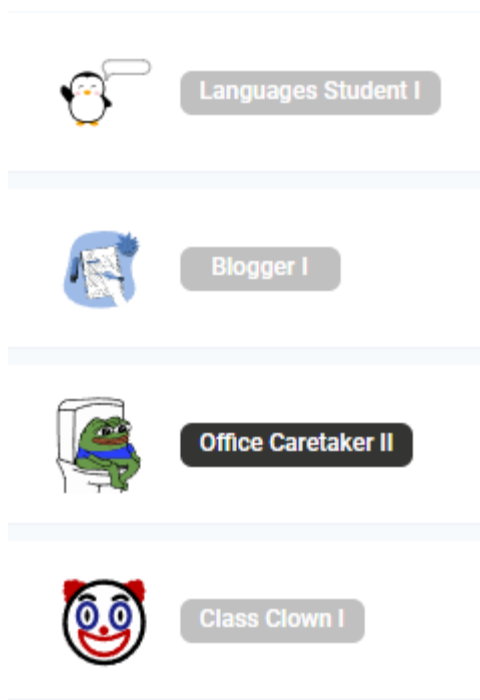 Languages Student I
Blogger I
Office Caretaker II
Class Clown I